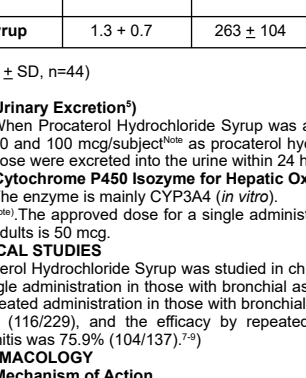 rup 1.3 + 0.7 263 ± 104
± SD, n=44)
Urinary Excretion⁵)
When Procaterol Hydrochloride Syrup was a
0 and 100 mcg/subjectᴺᵒᵗᵉ as procaterol hy
ose were excreted into the urine within 24 h
Cytochrome P450 Isozyme for Hepatic Ox
he enzyme is mainly CYP3A4 (in vitro).
ote).The approved dose for a single adminis
dults is 50 mcg.
CAL STUDIES
erol Hydrochloride Syrup was studied in ch
gle administration in those with bronchial as
eated administration in those with bronchial
(116/229), and the efficacy by repeated
nitis was 75.9% (104/137).⁷⁻⁹)
MACOLOGY
Mechanism of Action